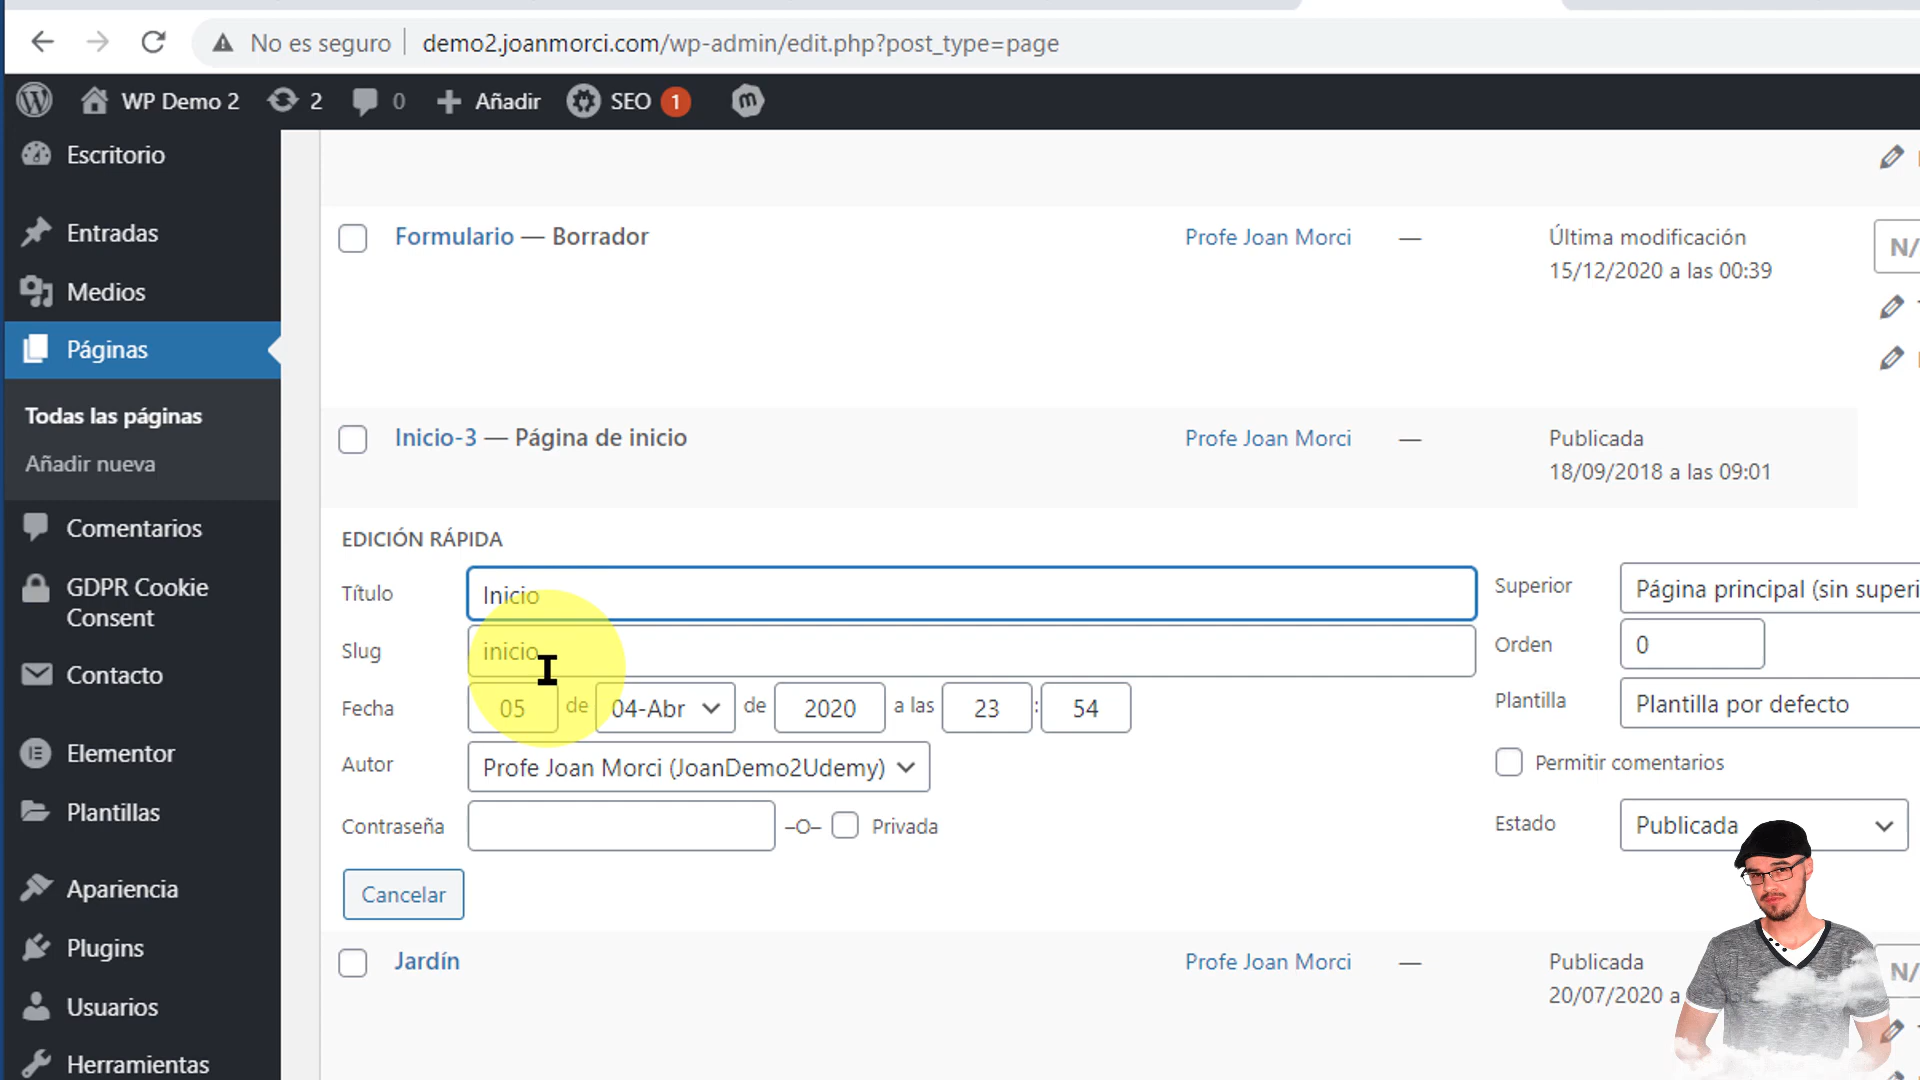 No es seguro demo2.joanmorci.com/wp-admin/edit.php?post_type=page
WP Demo 2 2 0 Añadir SEO 1
Escritorio
Entradas
Medios
Páginas
Todas las páginas
Añadir nueva
Comentarios
GDPR Cookie
Consent
Contacto
Elementor
Plantillas
Apariencia
Plugins
Usuarios
Herramientas
Formulario — Borrador Profe Joan Morci — Última modificación
15/12/2020 a las 00:39
N/
Inicio-3 — Página de inicio Profe Joan Morci — Publicada
18/09/2018 a las 09:01
EDICIÓN RÁPIDA
Título Inicio
Slug inicio
Fecha 05 de 04-Abr de 2020 a las 23 : 54
Autor Profe Joan Morci (JoanDemo2Udemy)
Contraseña –O– Privada
Superior Página principal (sin superi
Orden 0
Plantilla Plantilla por defecto
Permitir comentarios
Estado Publicada
Cancelar
Jardín Profe Joan Morci — Publicada
20/07/2020 a
N/